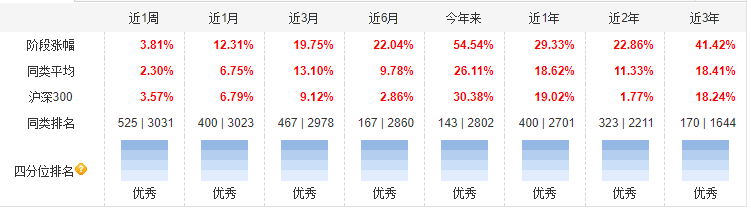 近1周 近1月 近3月 近6月 今年来 近1年 近2年 近3年
阶段涨幅 3.81% 12.31% 19.75% 22.04% 54.54% 29.33% 22.86% 41.42%
同类平均 2.30% 6.75% 13.10% 9.78% 26.11% 18.62% 11.33% 18.41%
沪深300 3.57% 6.79% 9.12% 2.86% 30.38% 19.02% 1.77% 18.24%
同类排名 525 | 3031 400 | 3023 467 | 2978 167 | 2860 143 | 2802 400 | 2701 323 | 2211 170 | 1644
四分位排名?
优秀 优秀 优秀 优秀 优秀 优秀 优秀 优秀